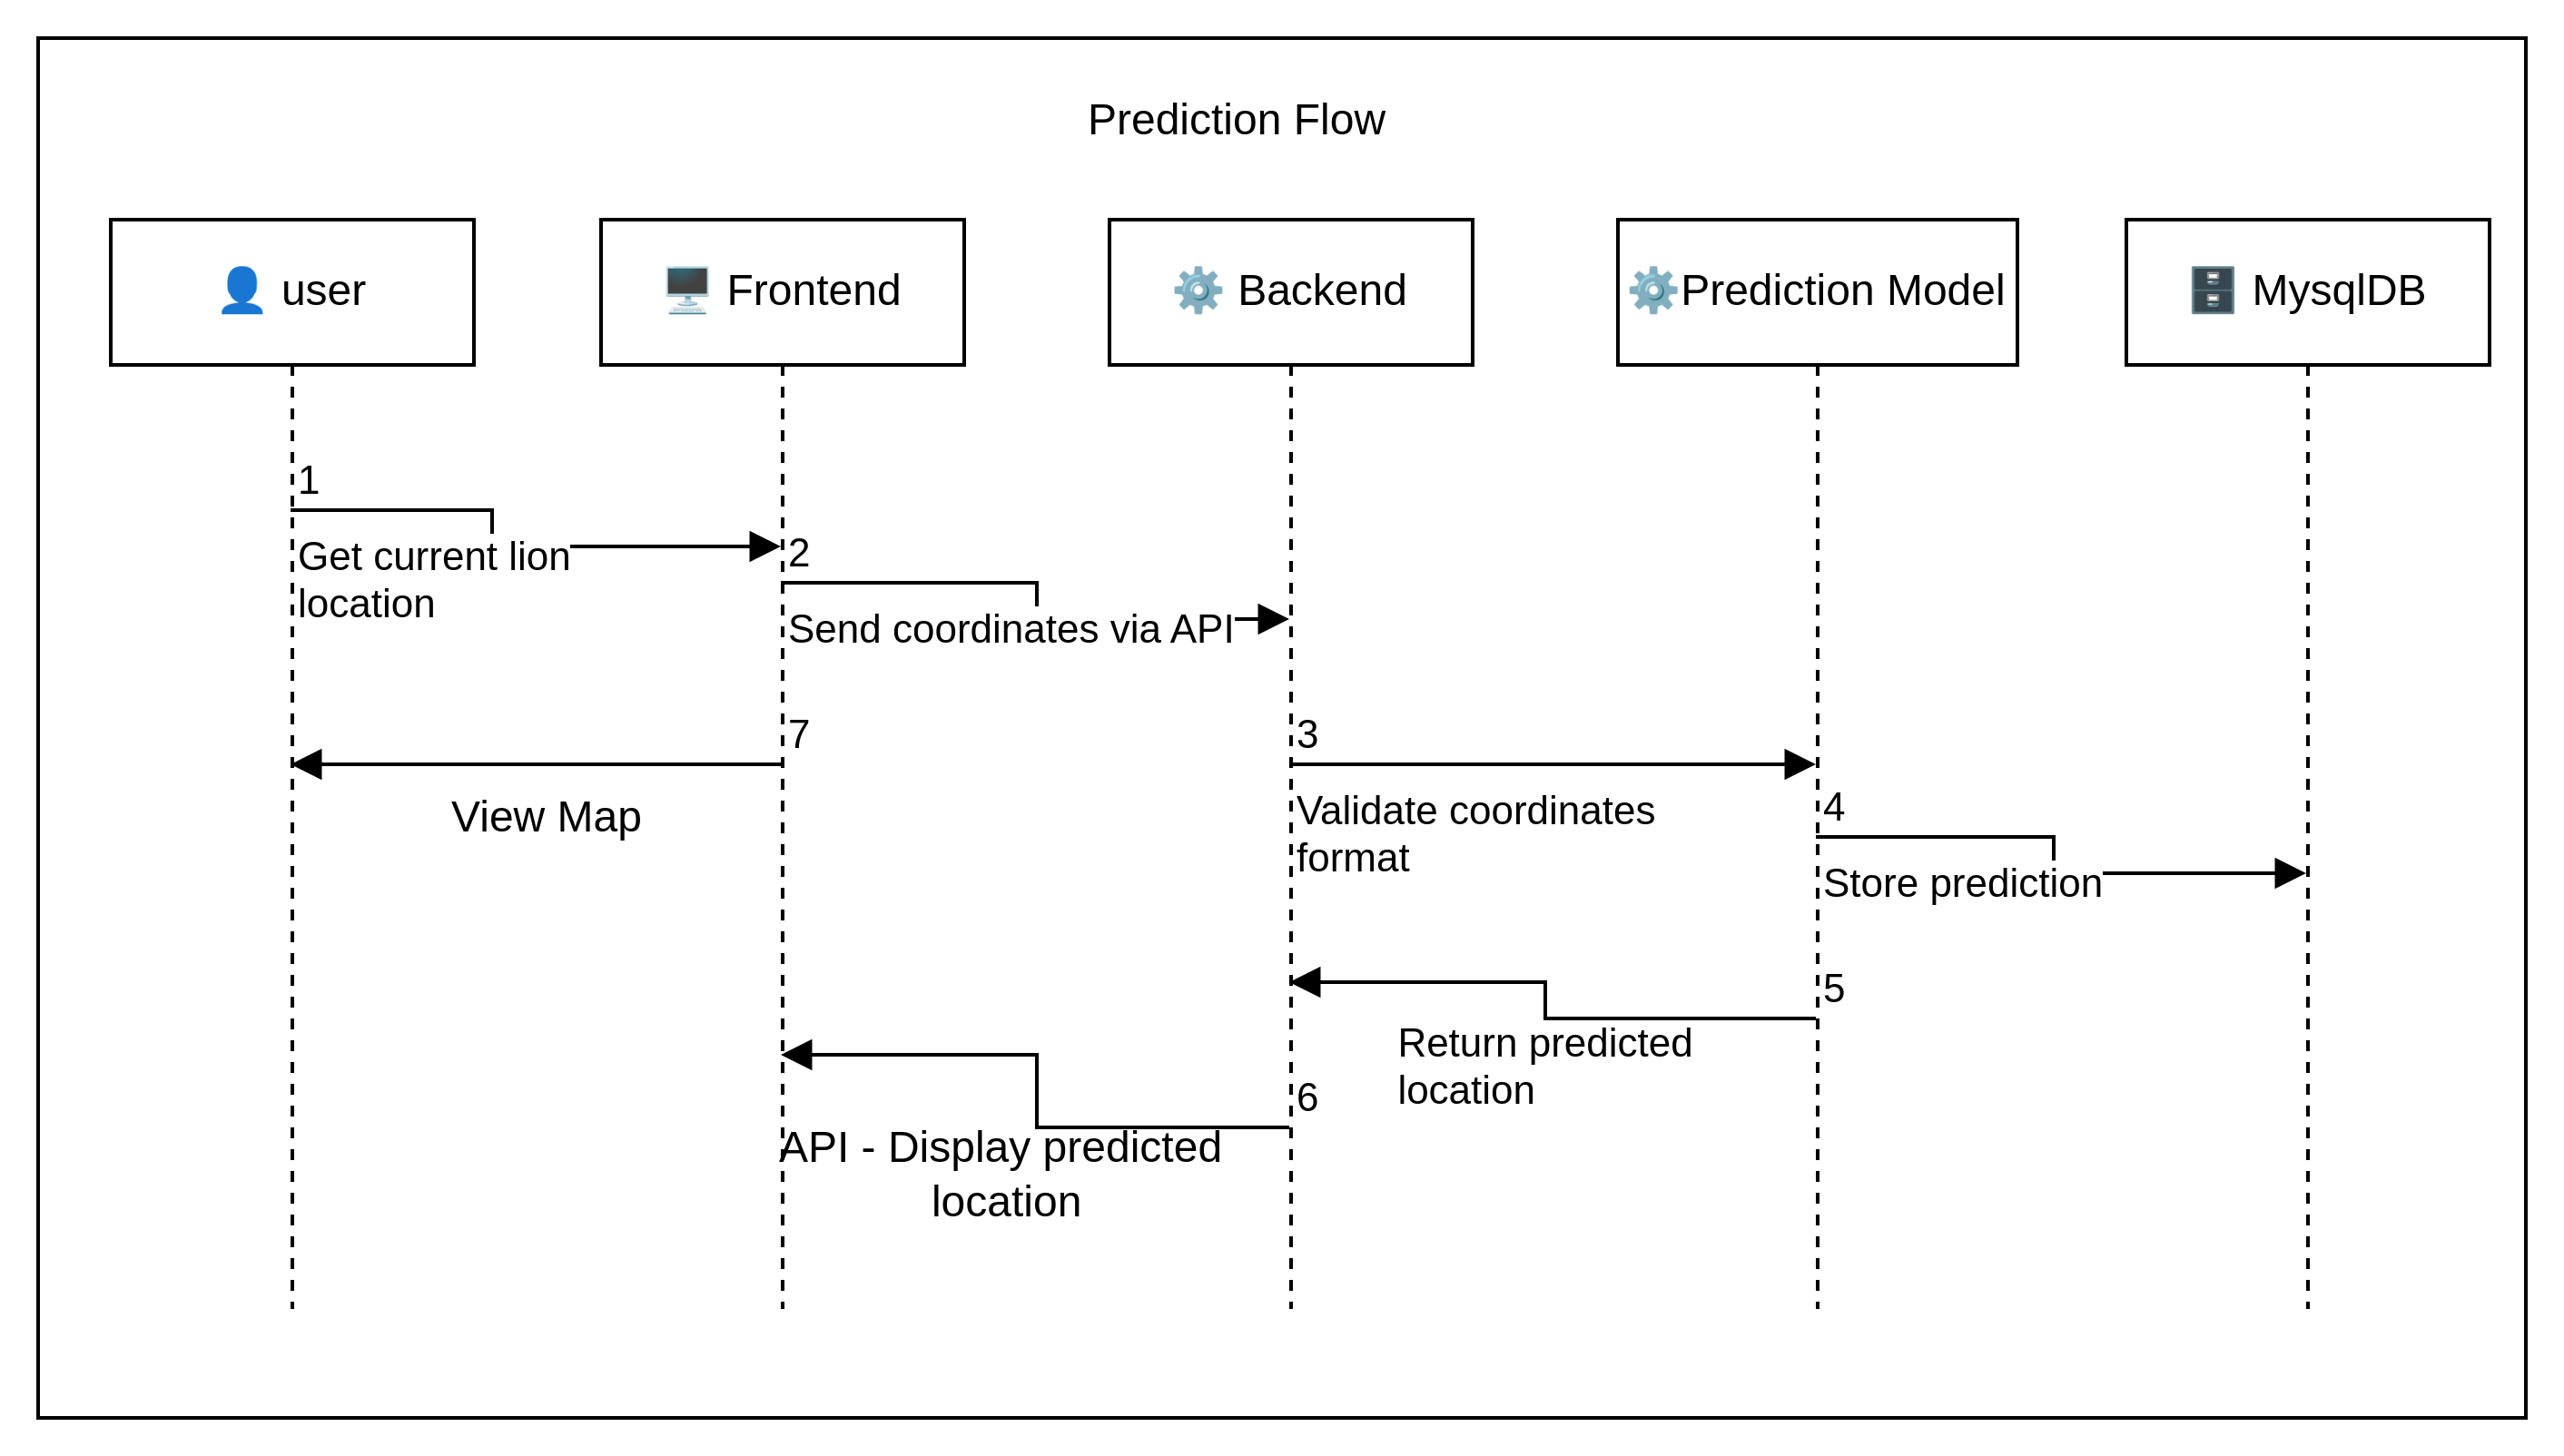 Prediction Flow
👤 user
🖥️ Frontend
⚙️ Backend
⚙️Prediction Model
🗄️ MysqlDB
1
Get current lion
location
2
Send coordinates via API
7
View Map
3
Validate coordinates
format
4
Store prediction
5
Return predicted
location
6
API - Display predicted
location